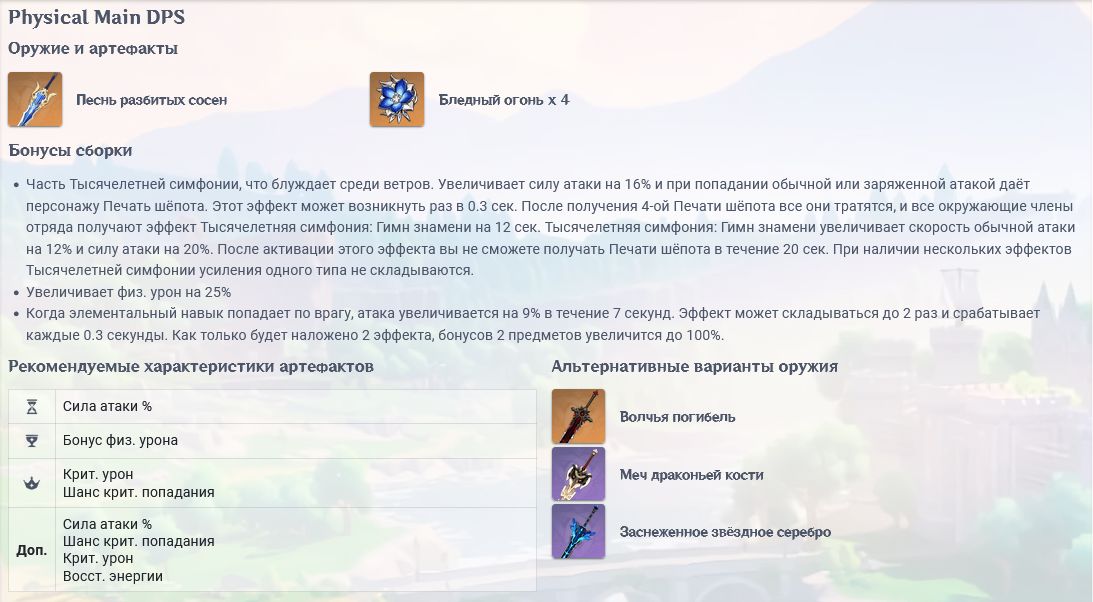 Physical Main DPS
Оружие и артефакты
Песнь разбитых сосен
Бледный огонь x 4
Бонусы сборки
• Часть Тысячелетней симфонии, что блуждает среди ветров. Увеличивает силу атаки на 16% и при попадании обычной или заряженной атакой даёт
персонажу Печать шёпота. Этот эффект может возникнуть раз в 0.3 сек. После получения 4-ой Печати шёпота все они тратятся, и все окружающие члены
отряда получают эффект Тысячелетняя симфония: Гимн знамени на 12 сек. Тысячелетняя симфония: Гимн знамени увеличивает скорость обычной атаки
на 12% и силу атаки на 20%. После активации этого эффекта вы не сможете получать Печати шёпота в течение 20 сек. При наличии нескольких эффектов
Тысячелетней симфонии усиления одного типа не складываются.
• Увеличивает физ. урон на 25%
• Когда элементальный навык попадает по врагу, атака увеличивается на 9% в течение 7 секунд. Эффект может складываться до 2 раз и срабатывает
каждые 0.3 секунды. Как только будет наложено 2 эффекта, бонусов 2 предметов увеличится до 100%.
Рекомендуемые характеристики артефактов
Сила атаки %
Бонус физ. урона
Крит. урон
Шанс крит. попадания
Доп.
Сила атаки %
Шанс крит. попадания
Крит. урон
Восст. энергии
Альтернативные варианты оружия
Волчья погибель
Меч драконьей кости
Заснеженное звёздное серебро